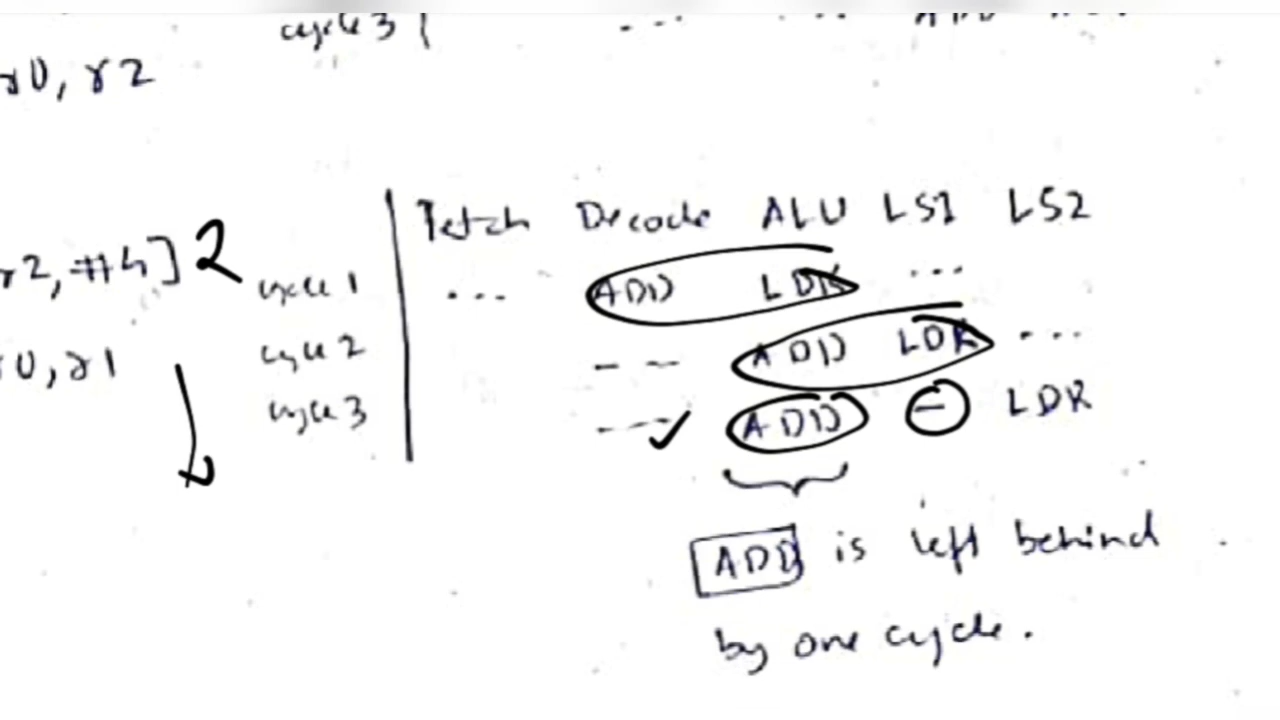 cycle 3
r0, r2
Fetch Decode ALU LS1 LS2
r2, #4] 2
cycle 1 ... ADD LDR ...
0, r1
cycle 2 -- ADD LDR ...
cycle 3 --- ✓ ADD - LDR
ADD is left behind
by one cycle.